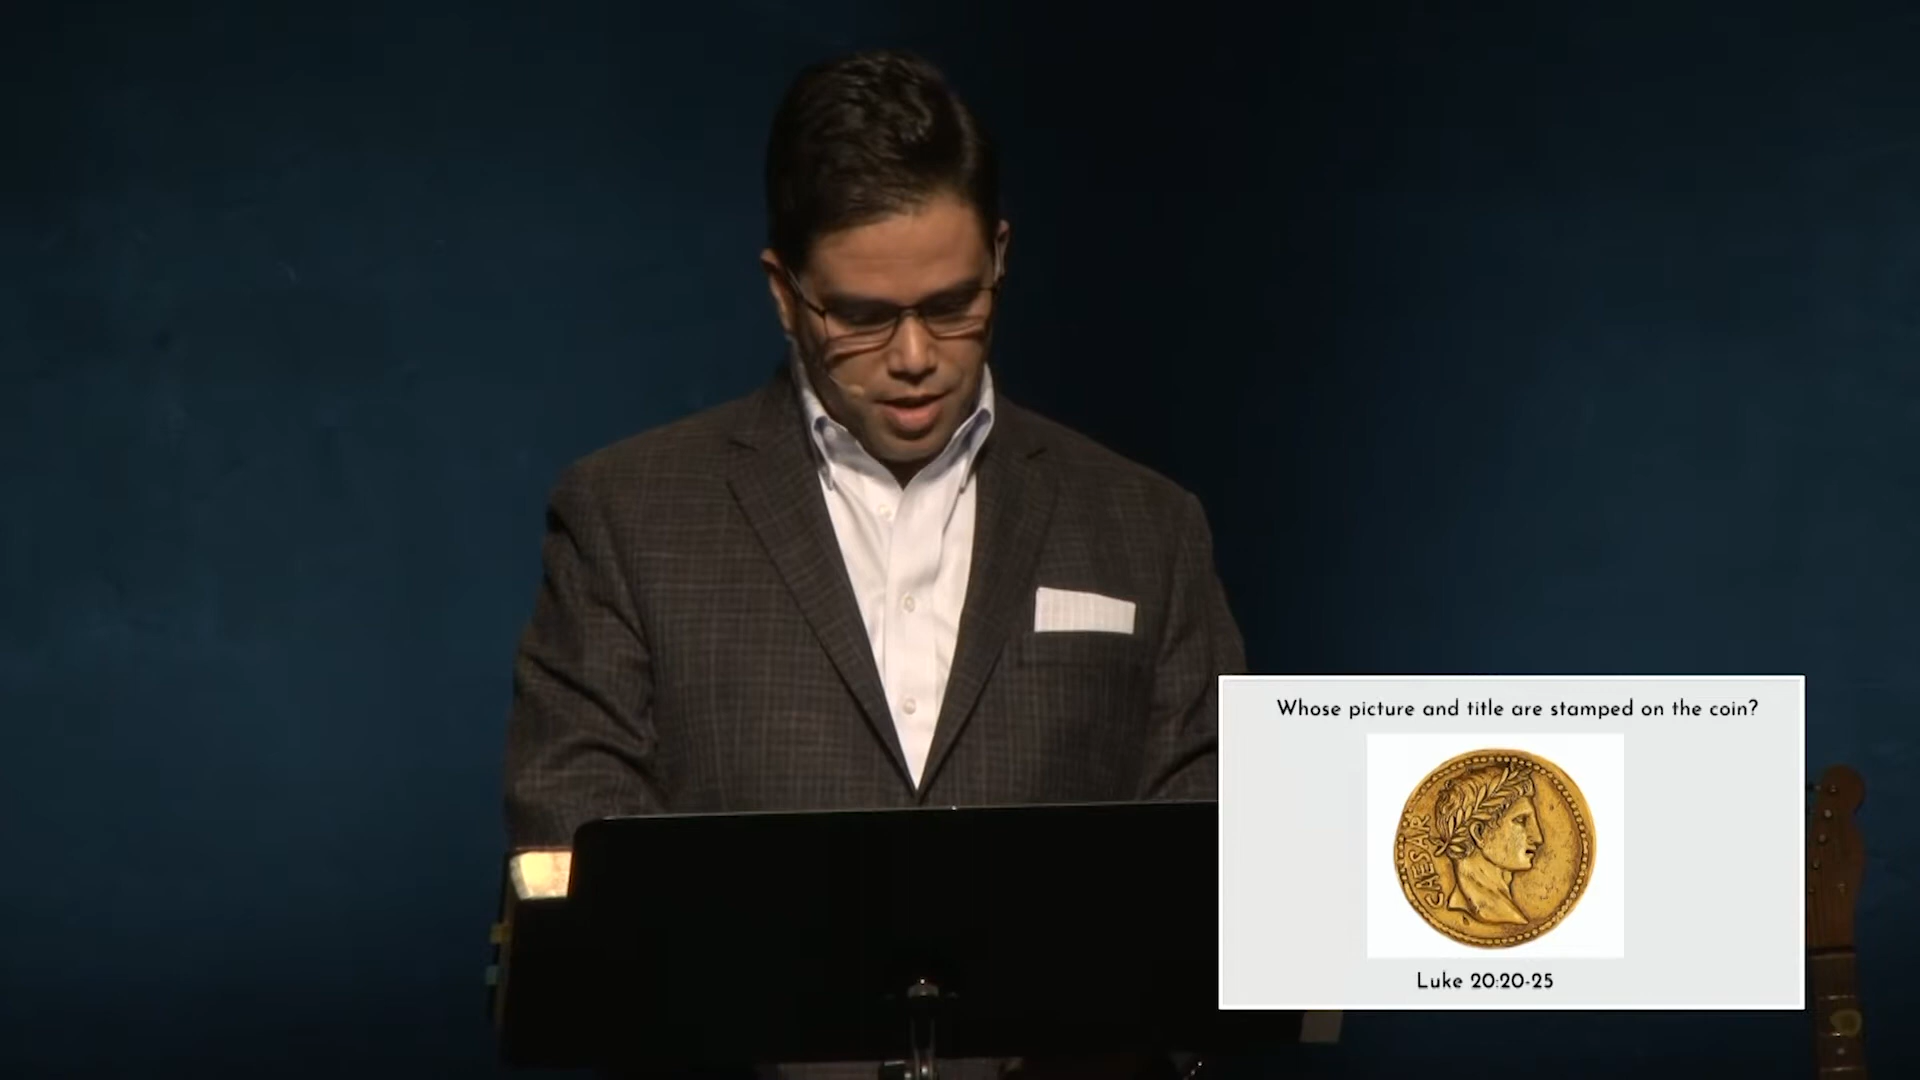 Whose picture and title are stamped on the coin?
CAESAR
Luke 20:20-25